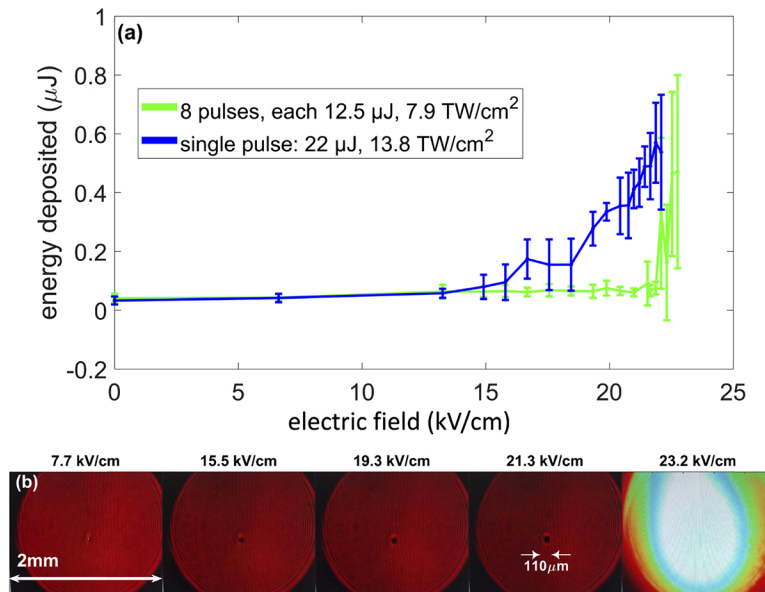 1
(a)
0.8
8 pulses, each 12.5 µJ, 7.9 TW/cm²
single pulse: 22 µJ, 13.8 TW/cm²
0.6
0.4
0.2
0
-0.2
energy deposited (µJ)
0 5 10 15 20 25
electric field (kV/cm)
7.7 kV/cm 15.5 kV/cm 19.3 kV/cm 21.3 kV/cm 23.2 kV/cm
(b)
2mm
110µm